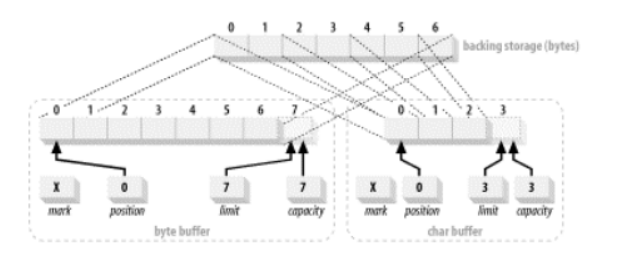 0 1 2 3 4 5 6
backing storage (bytes)
0 1 2 3 4 5 6 7
0 1 2 3
X 0 7 7
mark position limit capacity
byte buffer
X 0 3 3
mark position limit capacity
char buffer